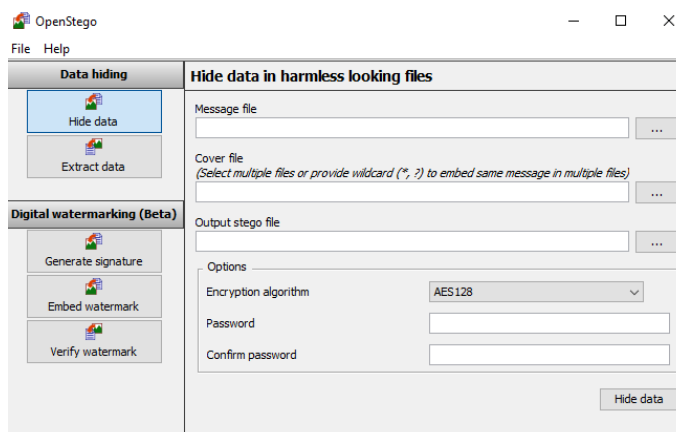 OpenStego
File Help
Data hiding
Hide data
Extract data
Digital watermarking (Beta)
Generate signature
Embed watermark
Verify watermark
Hide data in harmless looking files
Message file
...
Cover file
(Select multiple files or provide wildcard (*, ?) to embed same message in multiple files)
...
Output stego file
...
Options
Encryption algorithm AES128
Password
Confirm password
Hide data